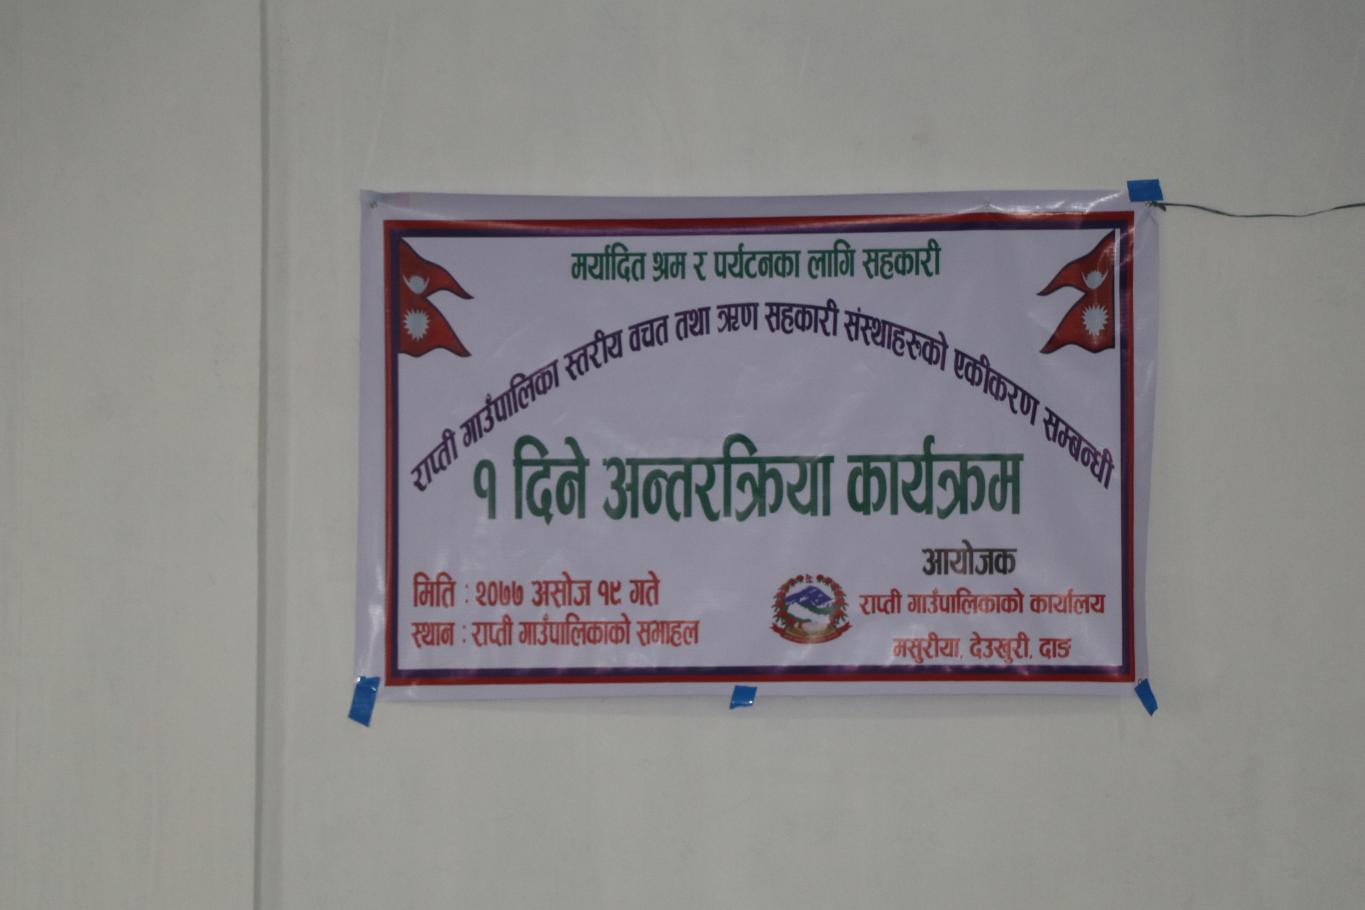 मर्यादित श्रम र पर्यटनका लागि सहकारी
राप्ती गाउँपालिका स्तरीय वचत तथा ऋण सहकारी संस्थाहरुको एकीकरण सम्बन्धी
१ दिने अन्तरक्रिया कार्यक्रम
आयोजक
मिति : २०७७ असोज १९ गते
राप्ती गाउँपालिकाको कार्यालय
स्थान : राप्ती गाउँपालिकाको सभाहल
मसुरीया, देउखुरी, दाङ